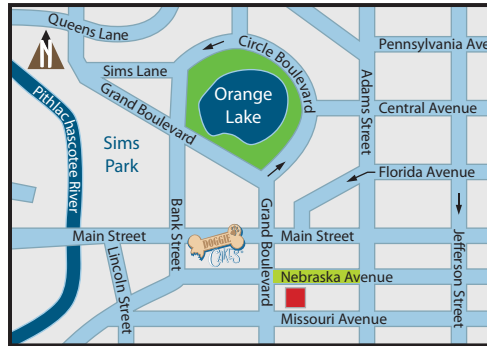 Queens Lane
N
Circle Boulevard
Pennsylvania Ave
Sims Lane
Grand Boulevard
Orange
Lake
Adams Street
Central Avenue
Pithlachascotee River
Sims
Park
Florida Avenue
Bank Street
Grand Boulevard
Main Street
DOGGIE
Main Street
Jefferson Street
Lincoln Street
Nebraska Avenue
Missouri Avenue